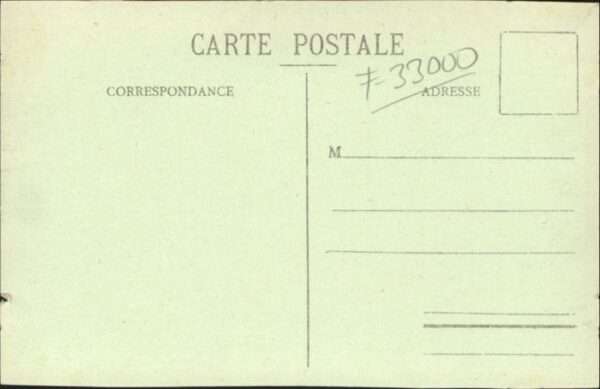 CARTE POSTALE
F-33000
CORRESPONDANCE
ADRESSE
M